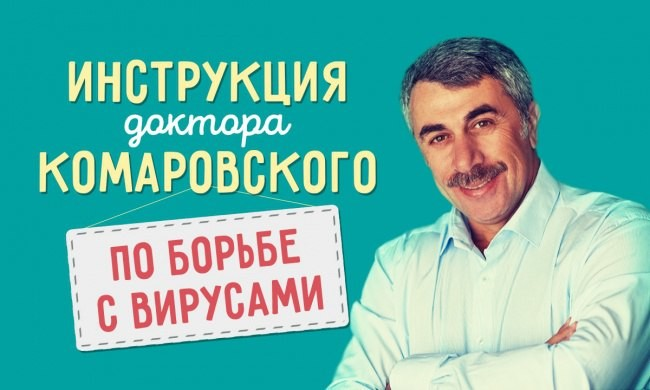 ИНСТРУКЦИЯ
доктора
КОМАРОВСКОГО
ПО БОРЬБЕ
С ВИРУСАМИ